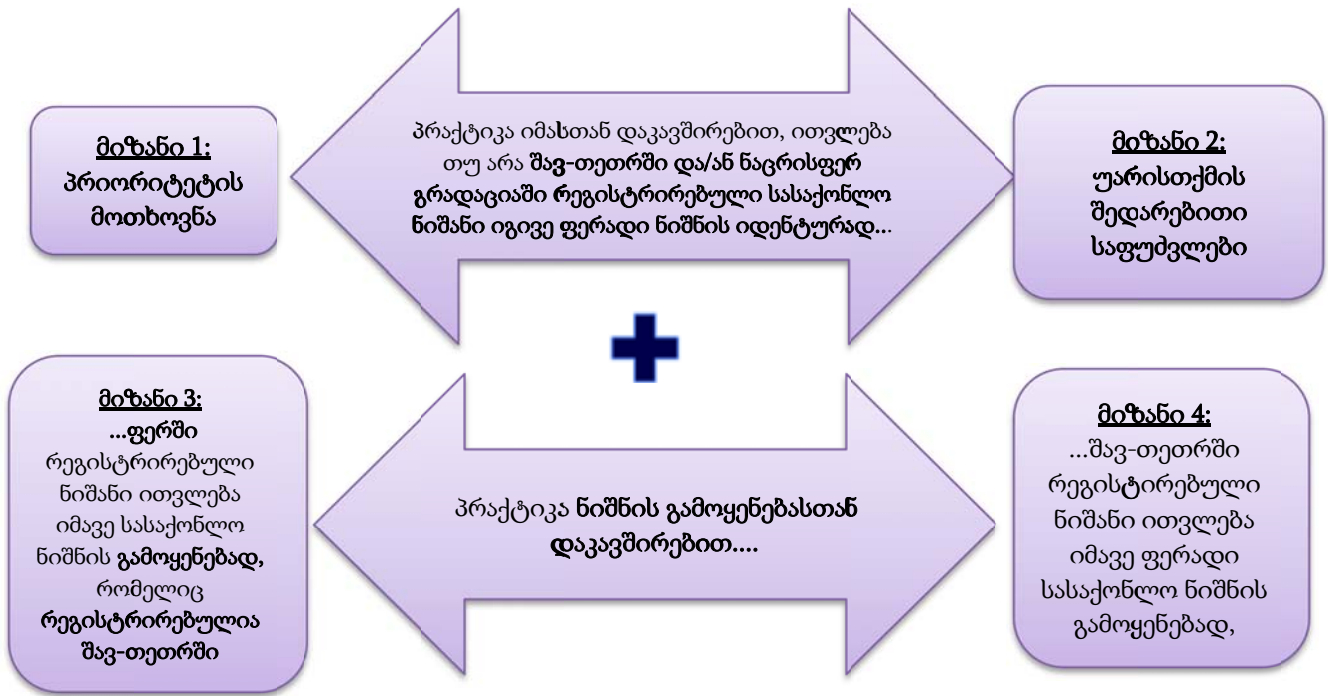 მიზანი 1:
პრიორიტეტის
მოთხოვნა
პრაქტიკა იმასთან დაკავშირებით, ითვლება
თუ არა შავ-თეთრში და/ან ნაცრისფერ
გრადაციაში რეგისტრირებული სასაქონლო
ნიშანი იგივე ფერადი ნიშნის იდენტურად...
მიზანი 2:
უარისთქმის
შედარებითი
საფუძვლები
მიზანი 3:
...ფერში
რეგისტრირებული
ნიშანი ითვლება
იმავე სასაქონლო
ნიშნის გამოყენებად,
რომელიც
რეგისტრირებულია
შავ-თეთრში
პრაქტიკა ნიშნის გამოყენებასთან
დაკავშირებით....
მიზანი 4:
...შავ-თეთრში
რეგისტირებული
ნიშანი ითვლება
იმავე ფერადი
სასაქონლო ნიშნის
გამოყენებად,